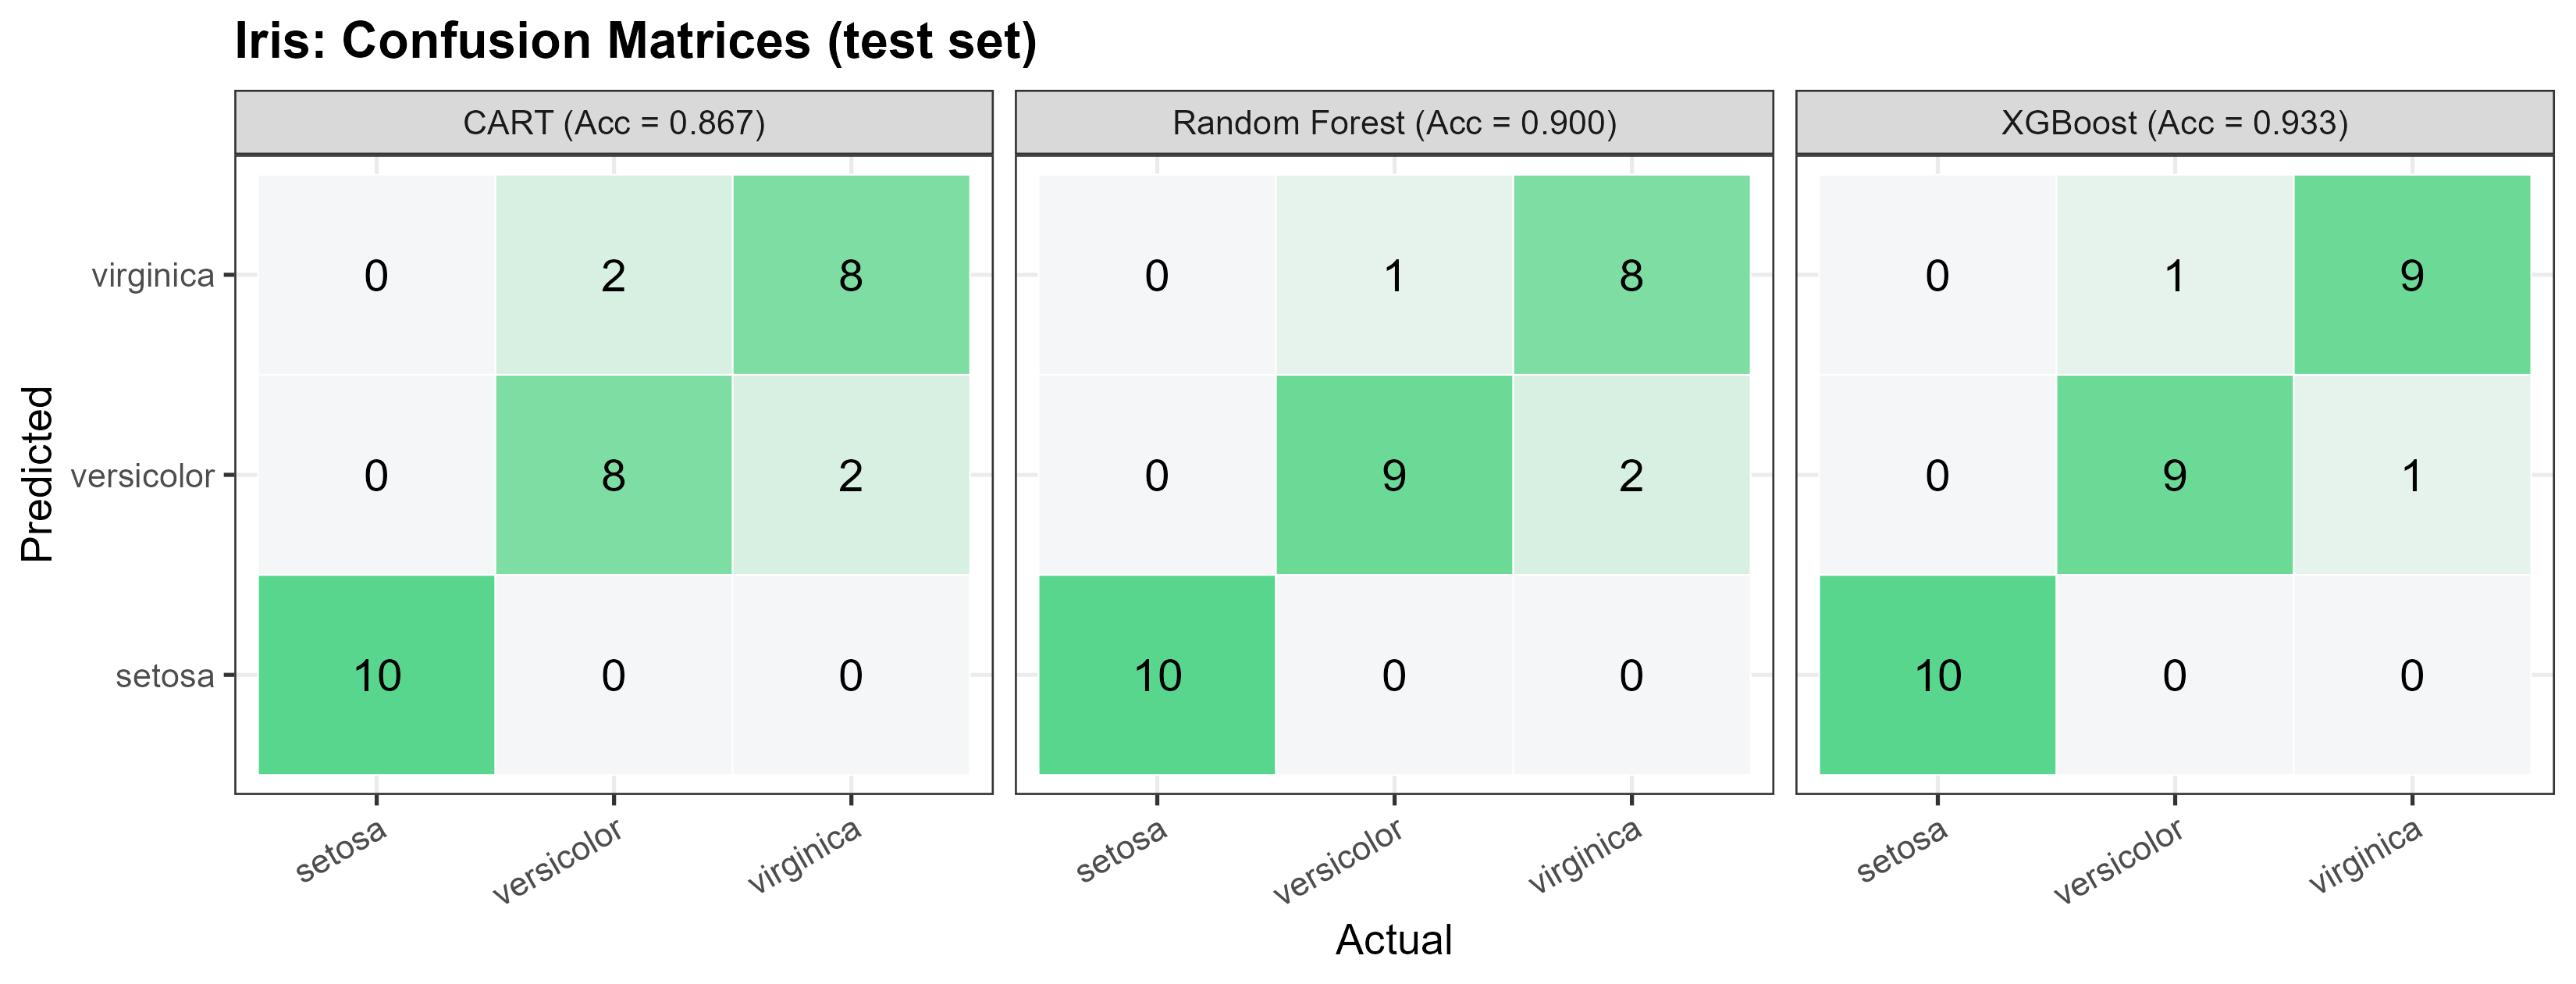 Iris: Confusion Matrices (test set)
CART (Acc = 0.867)
Random Forest (Acc = 0.900)
XGBoost (Acc = 0.933)
Predicted
virginica
0 2 8
0 1 8
0 1 9
versicolor
0 8 2
0 9 2
0 9 1
setosa
10 0 0
10 0 0
10 0 0
setosa versicolor virginica
setosa versicolor virginica
setosa versicolor virginica
Actual